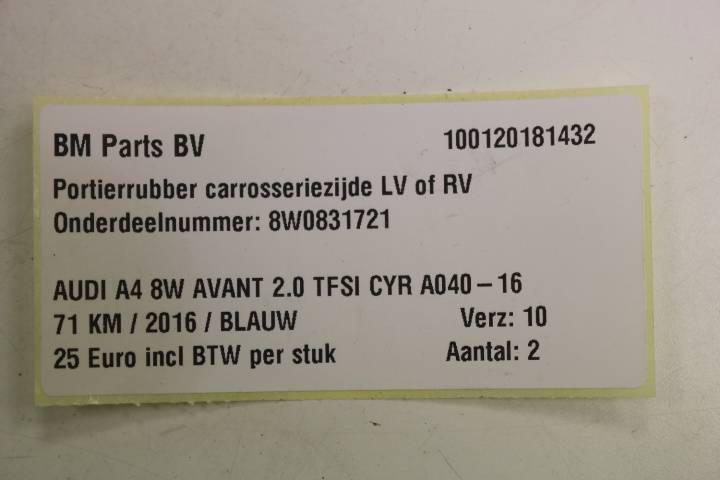 BM Parts BV 100120181432
Portierrubber carrosseriezijde LV of RV
Onderdeelnummer: 8W0831721
AUDI A4 8W AVANT 2.0 TFSI CYR A040-16
71 KM / 2016 / BLAUW Verz: 10
25 Euro incl BTW per stuk Aantal: 2